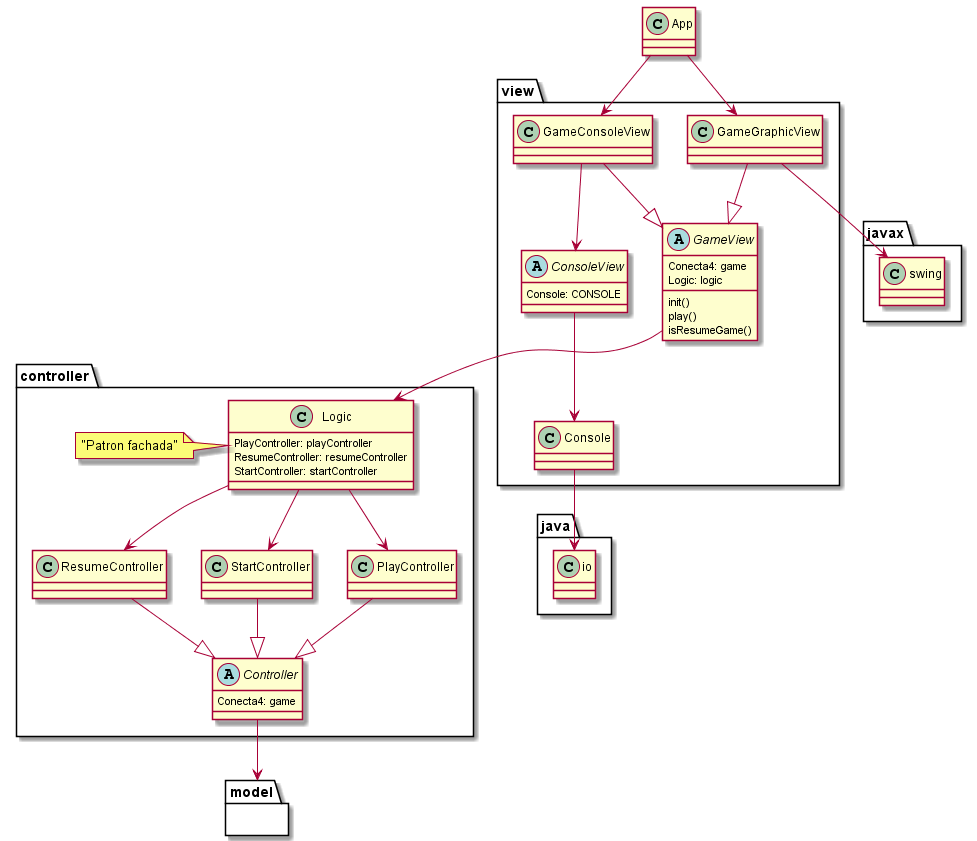 C App
view
C GameConsoleView
C GameGraphicView
A GameView
Conecta4: game
Logic: logic
init()
play()
isResumeGame()
javax
C swing
A ConsoleView
Console: CONSOLE
controller
C Logic
PlayController: playController
ResumeController: resumeController
StartController: startController
"Patron fachada"
C Console
java
C io
C ResumeController
C StartController
C PlayController
A Controller
Conecta4: game
model